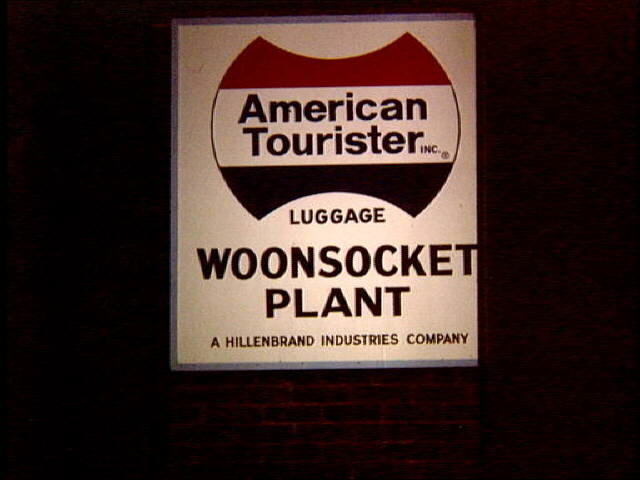 American
Tourister INC.®
LUGGAGE
WOONSOCKET
PLANT
A HILLENBRAND INDUSTRIES COMPANY